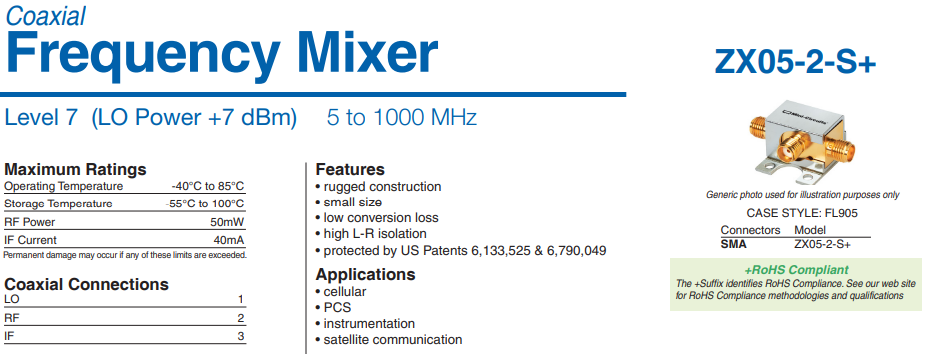 Coaxial
Frequency Mixer
Level 7 (LO Power +7 dBm) 5 to 1000 MHz
Maximum Ratings
Operating Temperature -40°C to 85°C
Storage Temperature -55°C to 100°C
RF Power 50mW
IF Current 40mA
Permanent damage may occur if any of these limits are exceeded.
Coaxial Connections
LO 1
RF 2
IF 3
Features
• rugged construction
• small size
• low conversion loss
• high L-R isolation
• protected by US Patents 6,133,525 & 6,790,049
Applications
• cellular
• PCS
• instrumentation
• satellite communication
ZX05-2-S+
Mini-Circuits
Generic photo used for illustration purposes only
CASE STYLE: FL905
Connectors Model
SMA ZX05-2-S+
+RoHS Compliant
The +Suffix identifies RoHS Compliance. See our web site
for RoHS Compliance methodologies and qualifications